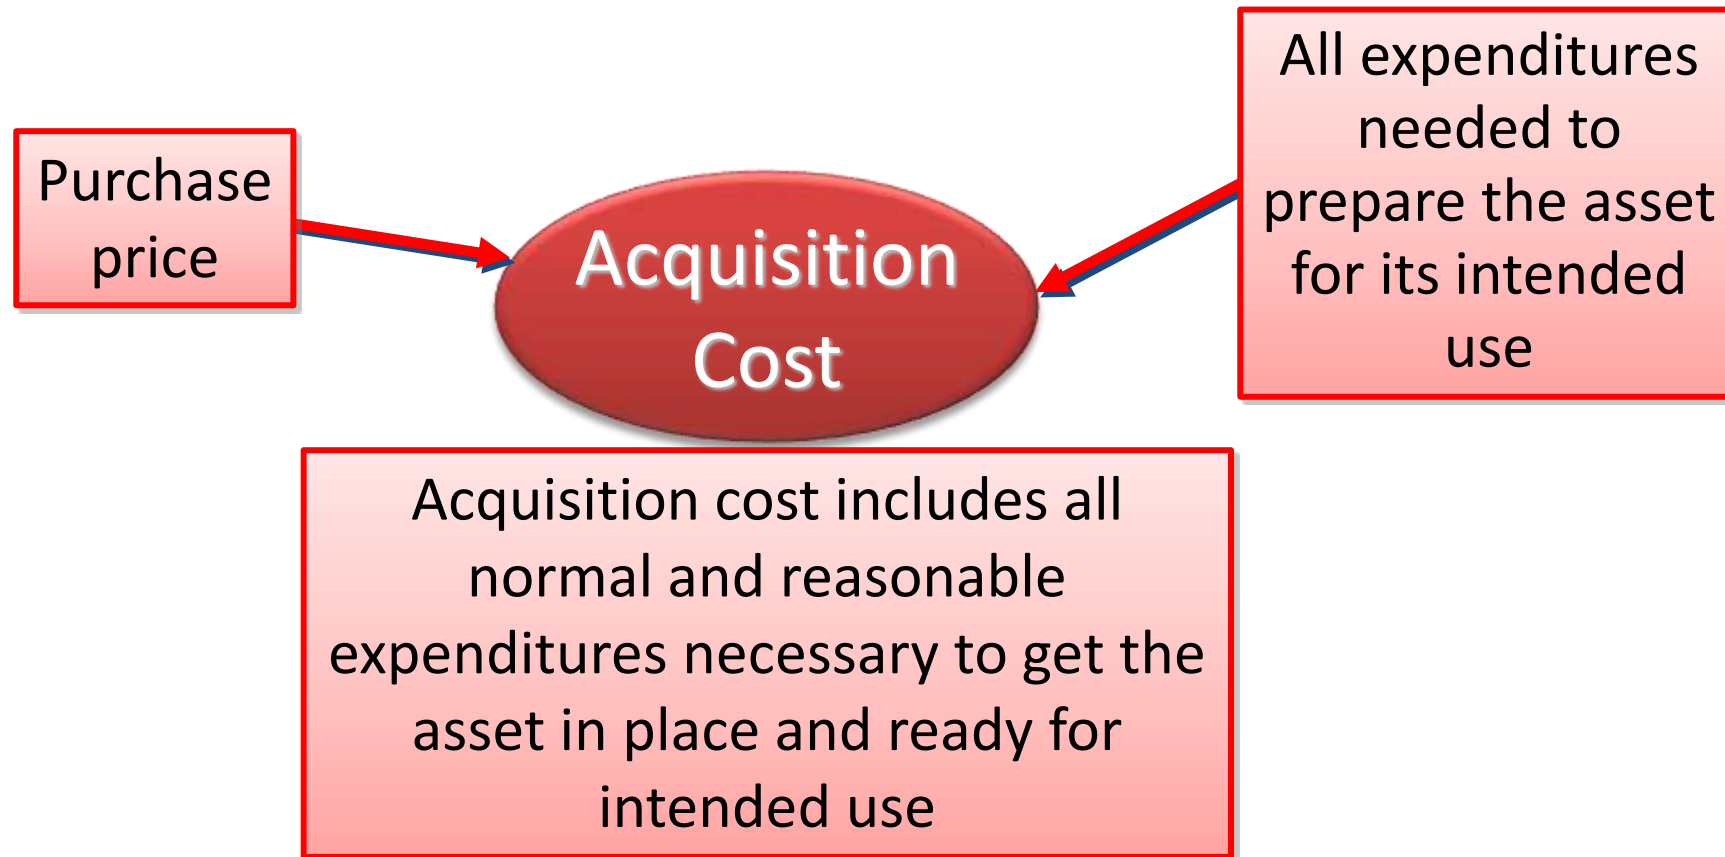 Purchase
price
Acquisition
Cost
All expenditures
needed to
prepare the asset
for its intended
use
Acquisition cost includes all
normal and reasonable
expenditures necessary to get the
asset in place and ready for
intended use